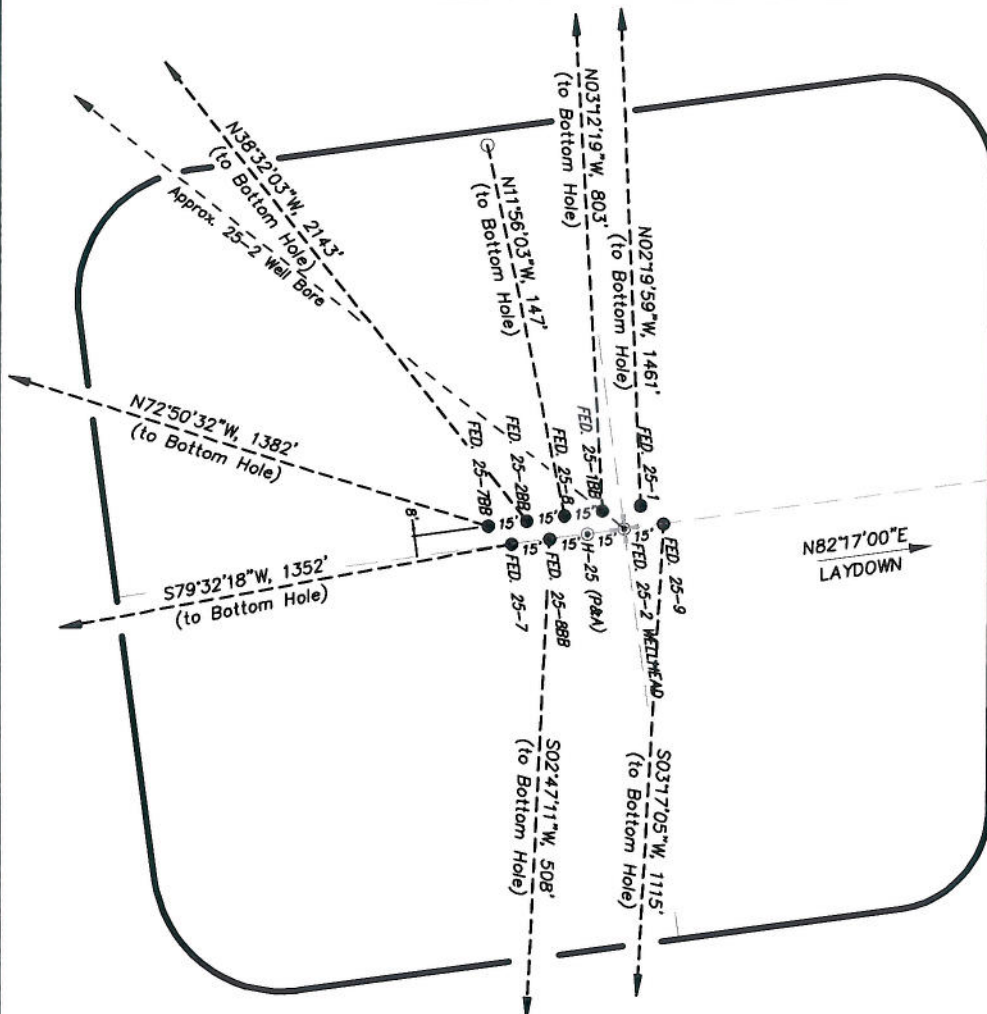 N38°32'03"W, 2143'
(to Bottom Hole)
Approx. 25-2 Well Bore
N11°56'03"W, 147'
(to Bottom Hole)
N03°12'19"W, 803'
(to Bottom Hole)
N02°19'59"W, 1461'
(to Bottom Hole)
N72°50'32"W, 1382'
(to Bottom Hole)
FED. 25-7BB
FED. 25-2BB
FED. 25-8
FED. 25-1BB
FED. 25-1
8'
15'
15'
15'
S79°32'18"W, 1352'
(to Bottom Hole)
15'
15'
15'
15'
FED. 25-7
FED. 25-8BB
H-25 (P&A)
FED. 25-2 WELLHEAD
FED. 25-9
N82°17'00"E
LAYDOWN
S02°47'11"W, 508'
(to Bottom Hole)
S03°17'05"W, 1115'
(to Bottom Hole)